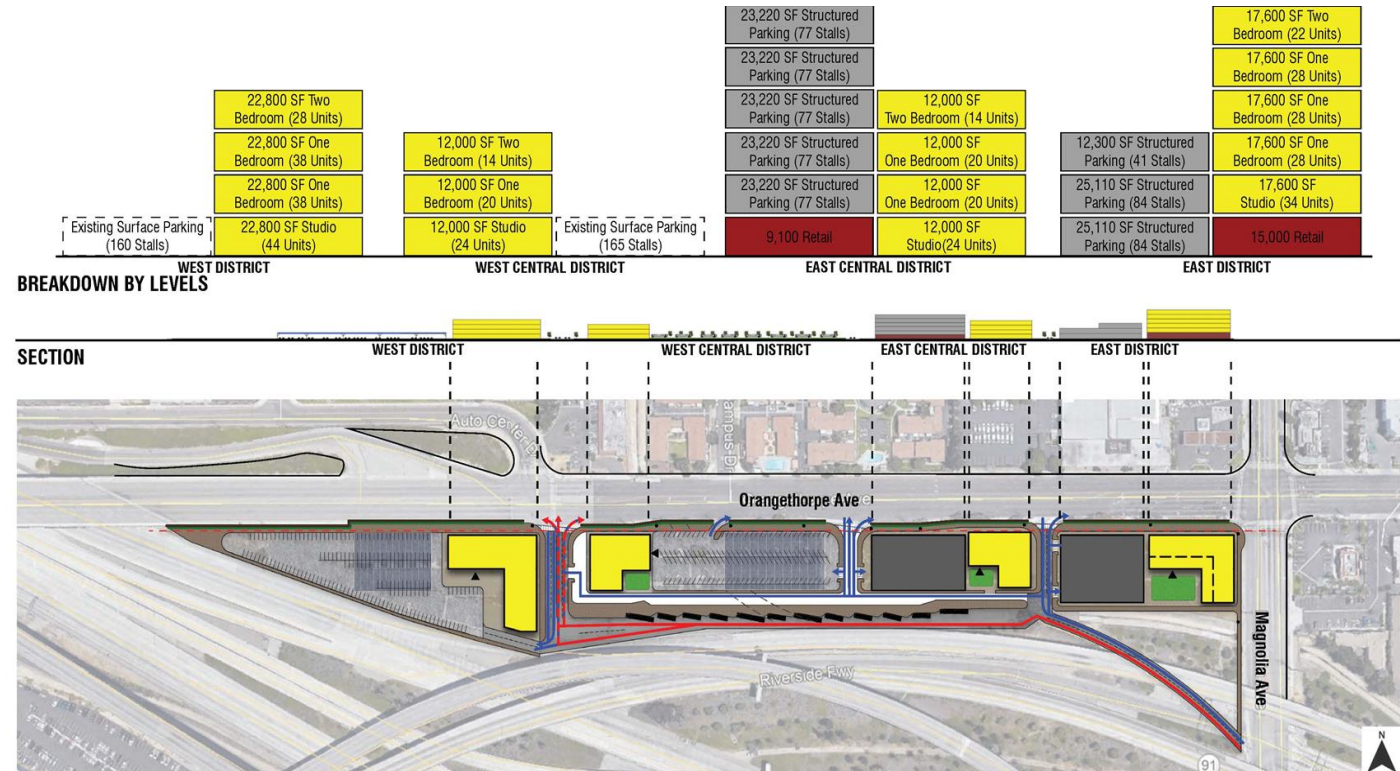 23,220 SF Structured
Parking (77 Stalls)
17,600 SF Two
Bedroom (22 Units)
23,220 SF Structured
Parking (77 Stalls)
17,600 SF One
Bedroom (28 Units)
22,800 SF Two
Bedroom (28 Units)
23,220 SF Structured
Parking (77 Stalls)
12,000 SF
Two Bedroom (14 Units)
17,600 SF One
Bedroom (28 Units)
22,800 SF One
Bedroom (38 Units)
12,000 SF Two
Bedroom (14 Units)
23,220 SF Structured
Parking (77 Stalls)
12,000 SF
One Bedroom (20 Units)
12,300 SF Structured
Parking (41 Stalls)
17,600 SF One
Bedroom (28 Units)
22,800 SF One
Bedroom (38 Units)
12,000 SF One
Bedroom (20 Units)
23,220 SF Structured
Parking (77 Stalls)
12,000 SF
One Bedroom (20 Units)
25,110 SF Structured
Parking (84 Stalls)
17,600 SF
Studio (34 Units)
Existing Surface Parking
(160 Stalls)
22,800 SF Studio
(44 Units)
12,000 SF Studio
(24 Units)
Existing Surface Parking
(165 Stalls)
9,100 Retail
12,000 SF
Studio(24 Units)
25,110 SF Structured
Parking (84 Stalls)
15,000 Retail
WEST DISTRICT
WEST CENTRAL DISTRICT
EAST CENTRAL DISTRICT
EAST DISTRICT
BREAKDOWN BY LEVELS
WEST DISTRICT
WEST CENTRAL DISTRICT
EAST CENTRAL DISTRICT
EAST DISTRICT
SECTION
Auto Center
Orangethorpe Ave
Magnolia Ave
Riverside Fwy
91
N